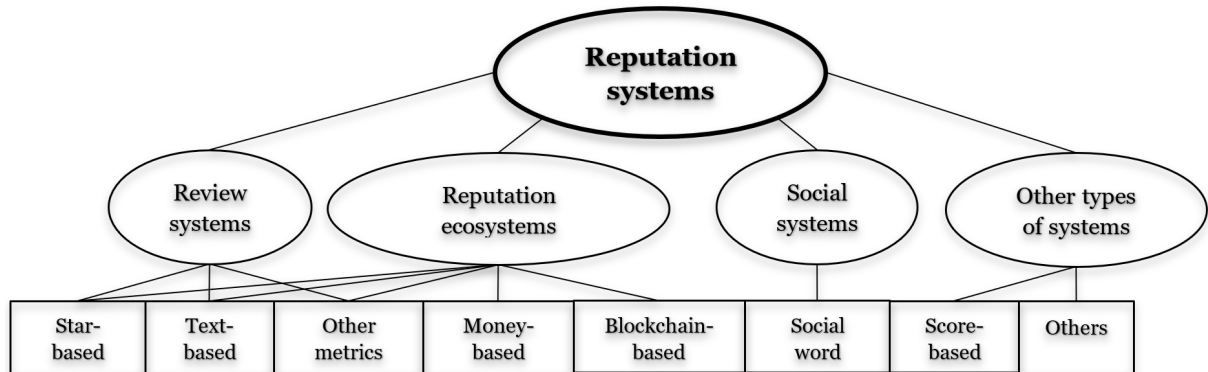 Reputation
systems
Review
systems
Reputation
ecosystems
Social
systems
Other types
of systems
Star-
based
Text-
based
Other
metrics
Money-
based
Blockchain-
based
Social
word
Score-
based
Others